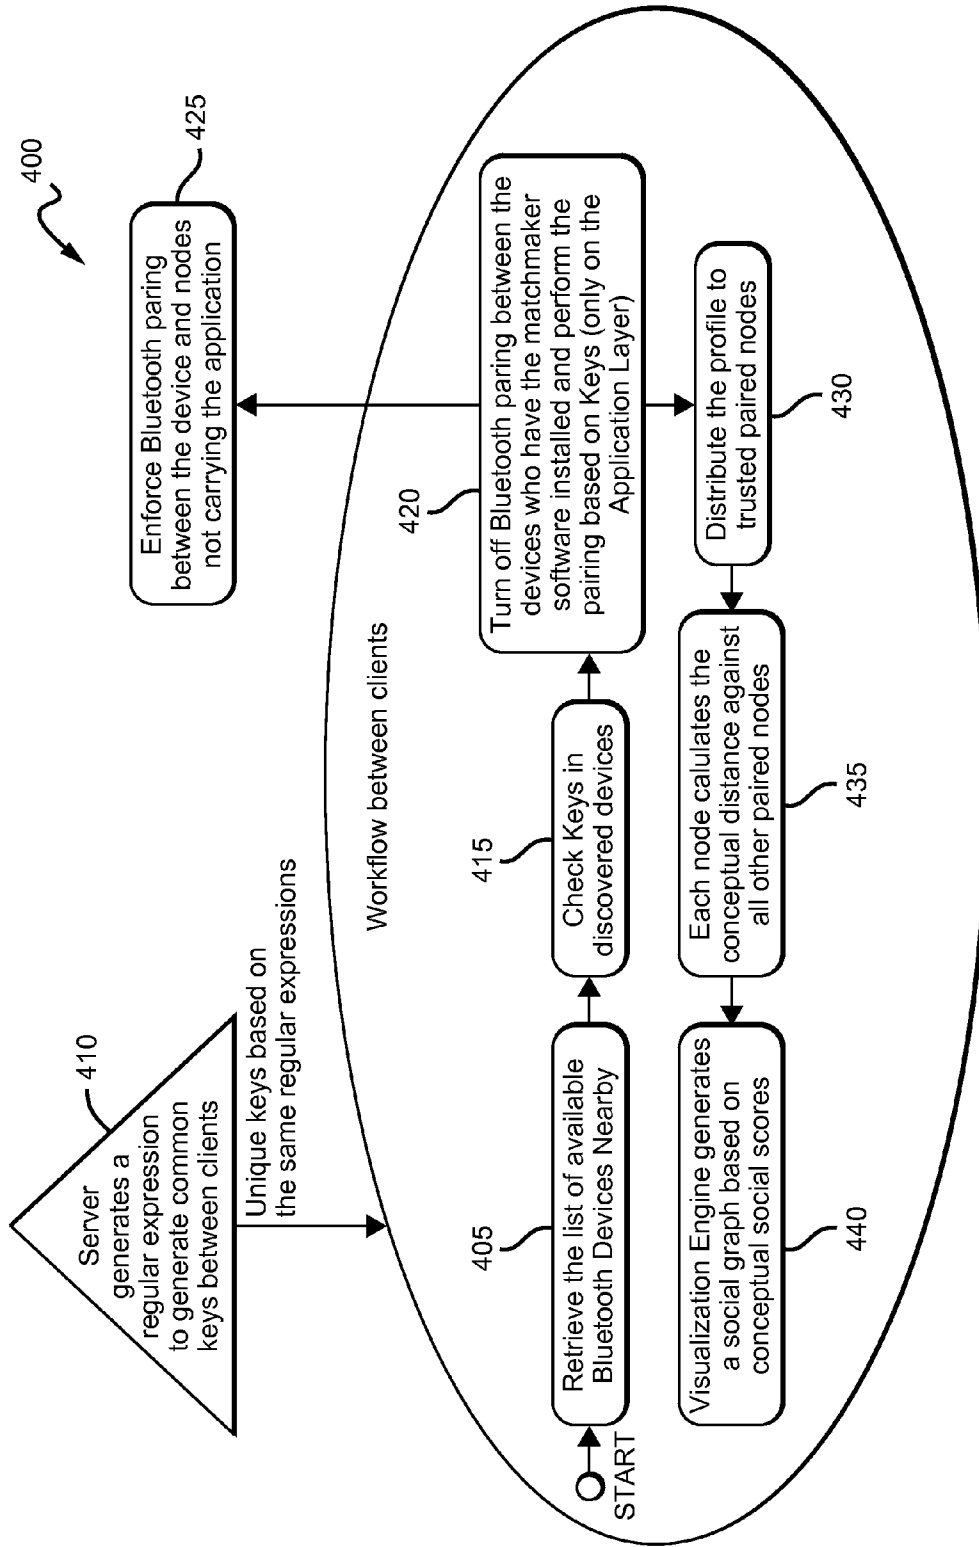 400
Server
generates a
regular expression
to generate common
keys between clients
410
Unique keys based on
the same regular expressions
Enforce Bluetooth paring
between the device and nodes
not carrying the application
425
Workflow between clients
START
Retrieve the list of available
Bluetooth Devices Nearby
405
Check Keys in
discovered devices
415
Turn off Bluetooth paring between the
devices who have the matchmaker
software installed and perform the
pairing based on Keys (only on the
Application Layer)
420
Distribute the profile to
trusted paired nodes
430
Each node calulates the
conceptual distance against
all other paired nodes
435
Visualization Engine generates
a social graph based on
conceptual social scores
440